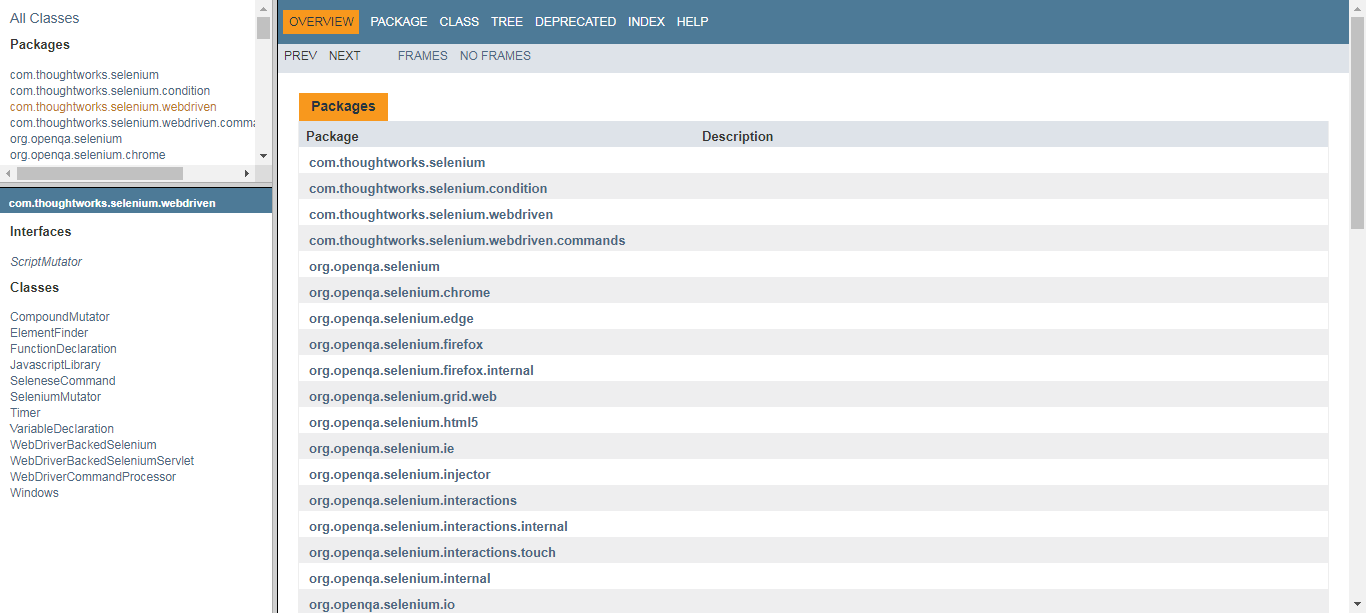 All Classes
Packages
com.thoughtworks.selenium
com.thoughtworks.selenium.condition
com.thoughtworks.selenium.webdriven
com.thoughtworks.selenium.webdriven.comma
org.openqa.selenium
org.openqa.selenium.chrome
com.thoughtworks.selenium.webdriven
Interfaces
ScriptMutator
Classes
CompoundMutator
ElementFinder
FunctionDeclaration
JavascriptLibrary
SeleneseCommand
SeleniumMutator
Timer
VariableDeclaration
WebDriverBackedSelenium
WebDriverBackedSeleniumServlet
WebDriverCommandProcessor
Windows
OVERVIEW PACKAGE CLASS TREE DEPRECATED INDEX HELP
PREV NEXT FRAMES NO FRAMES
Packages
Package Description
com.thoughtworks.selenium
com.thoughtworks.selenium.condition
com.thoughtworks.selenium.webdriven
com.thoughtworks.selenium.webdriven.commands
org.openqa.selenium
org.openqa.selenium.chrome
org.openqa.selenium.edge
org.openqa.selenium.firefox
org.openqa.selenium.firefox.internal
org.openqa.selenium.grid.web
org.openqa.selenium.html5
org.openqa.selenium.ie
org.openqa.selenium.injector
org.openqa.selenium.interactions
org.openqa.selenium.interactions.internal
org.openqa.selenium.interactions.touch
org.openqa.selenium.internal
org.openqa.selenium.io